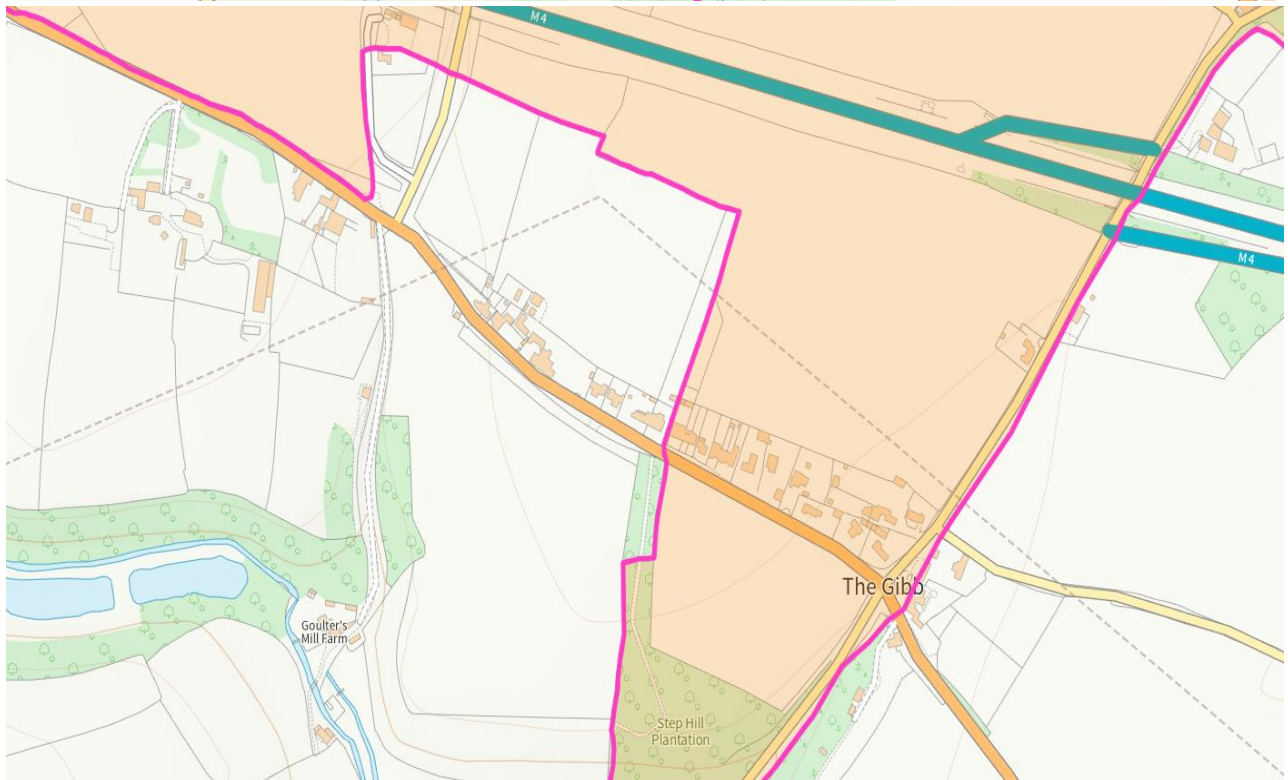 M4
M4
Goulter's
Mill Farm
The Gibb
Step Hill
Plantation